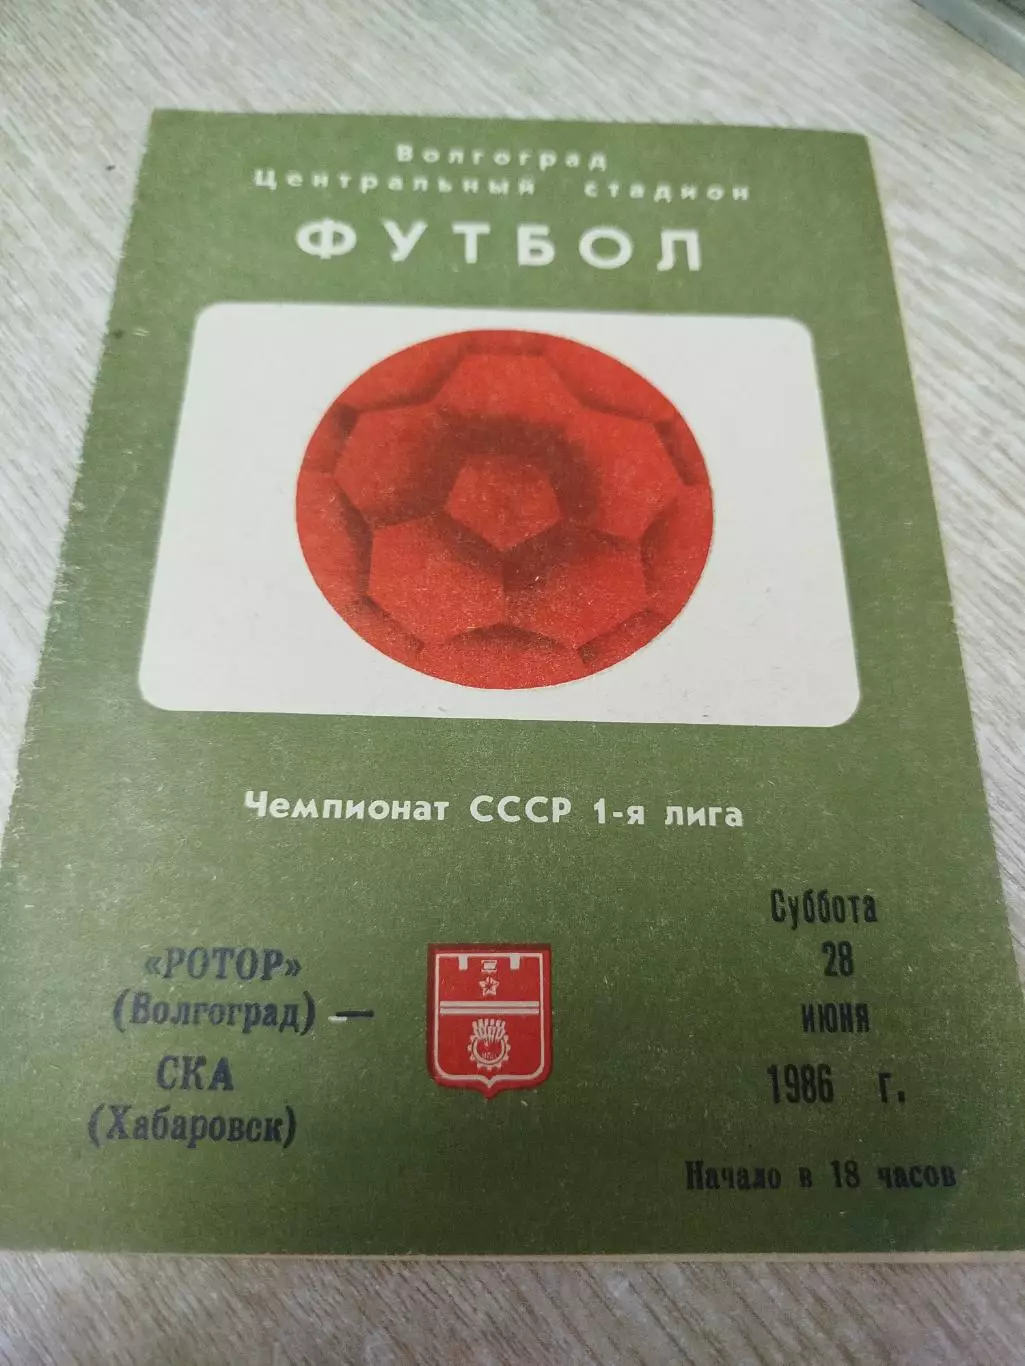 Волгоград
Центральный стадион
ФУТБОЛ
Чемпионат СССР 1-я лига
«РОТОР»
(Волгоград) —
СКА
(Хабаровск)
Суббота
28
июня
1986 г.
Начало в 18 часов